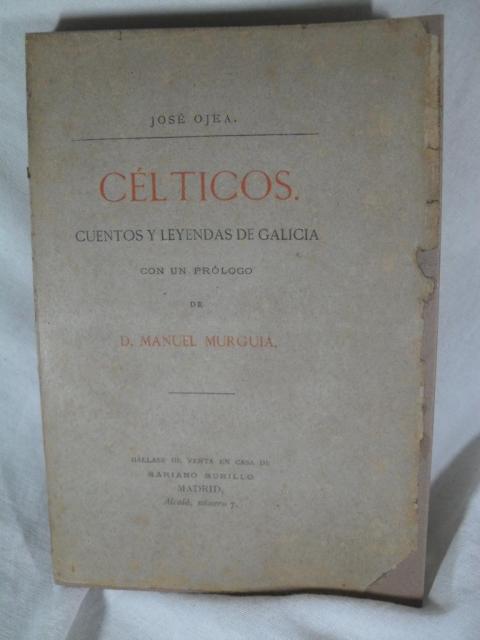 JOSÉ OJEA.
CÉLTICOS.
CUENTOS Y LEYENDAS DE GALICIA
CON UN PRÓLOGO
DE
D. MANUEL MURGUIA.
HÁLLASE DE VENTA EN CASA DE
MARIANO MURILLO
MADRID,
Alcalá, número 7.